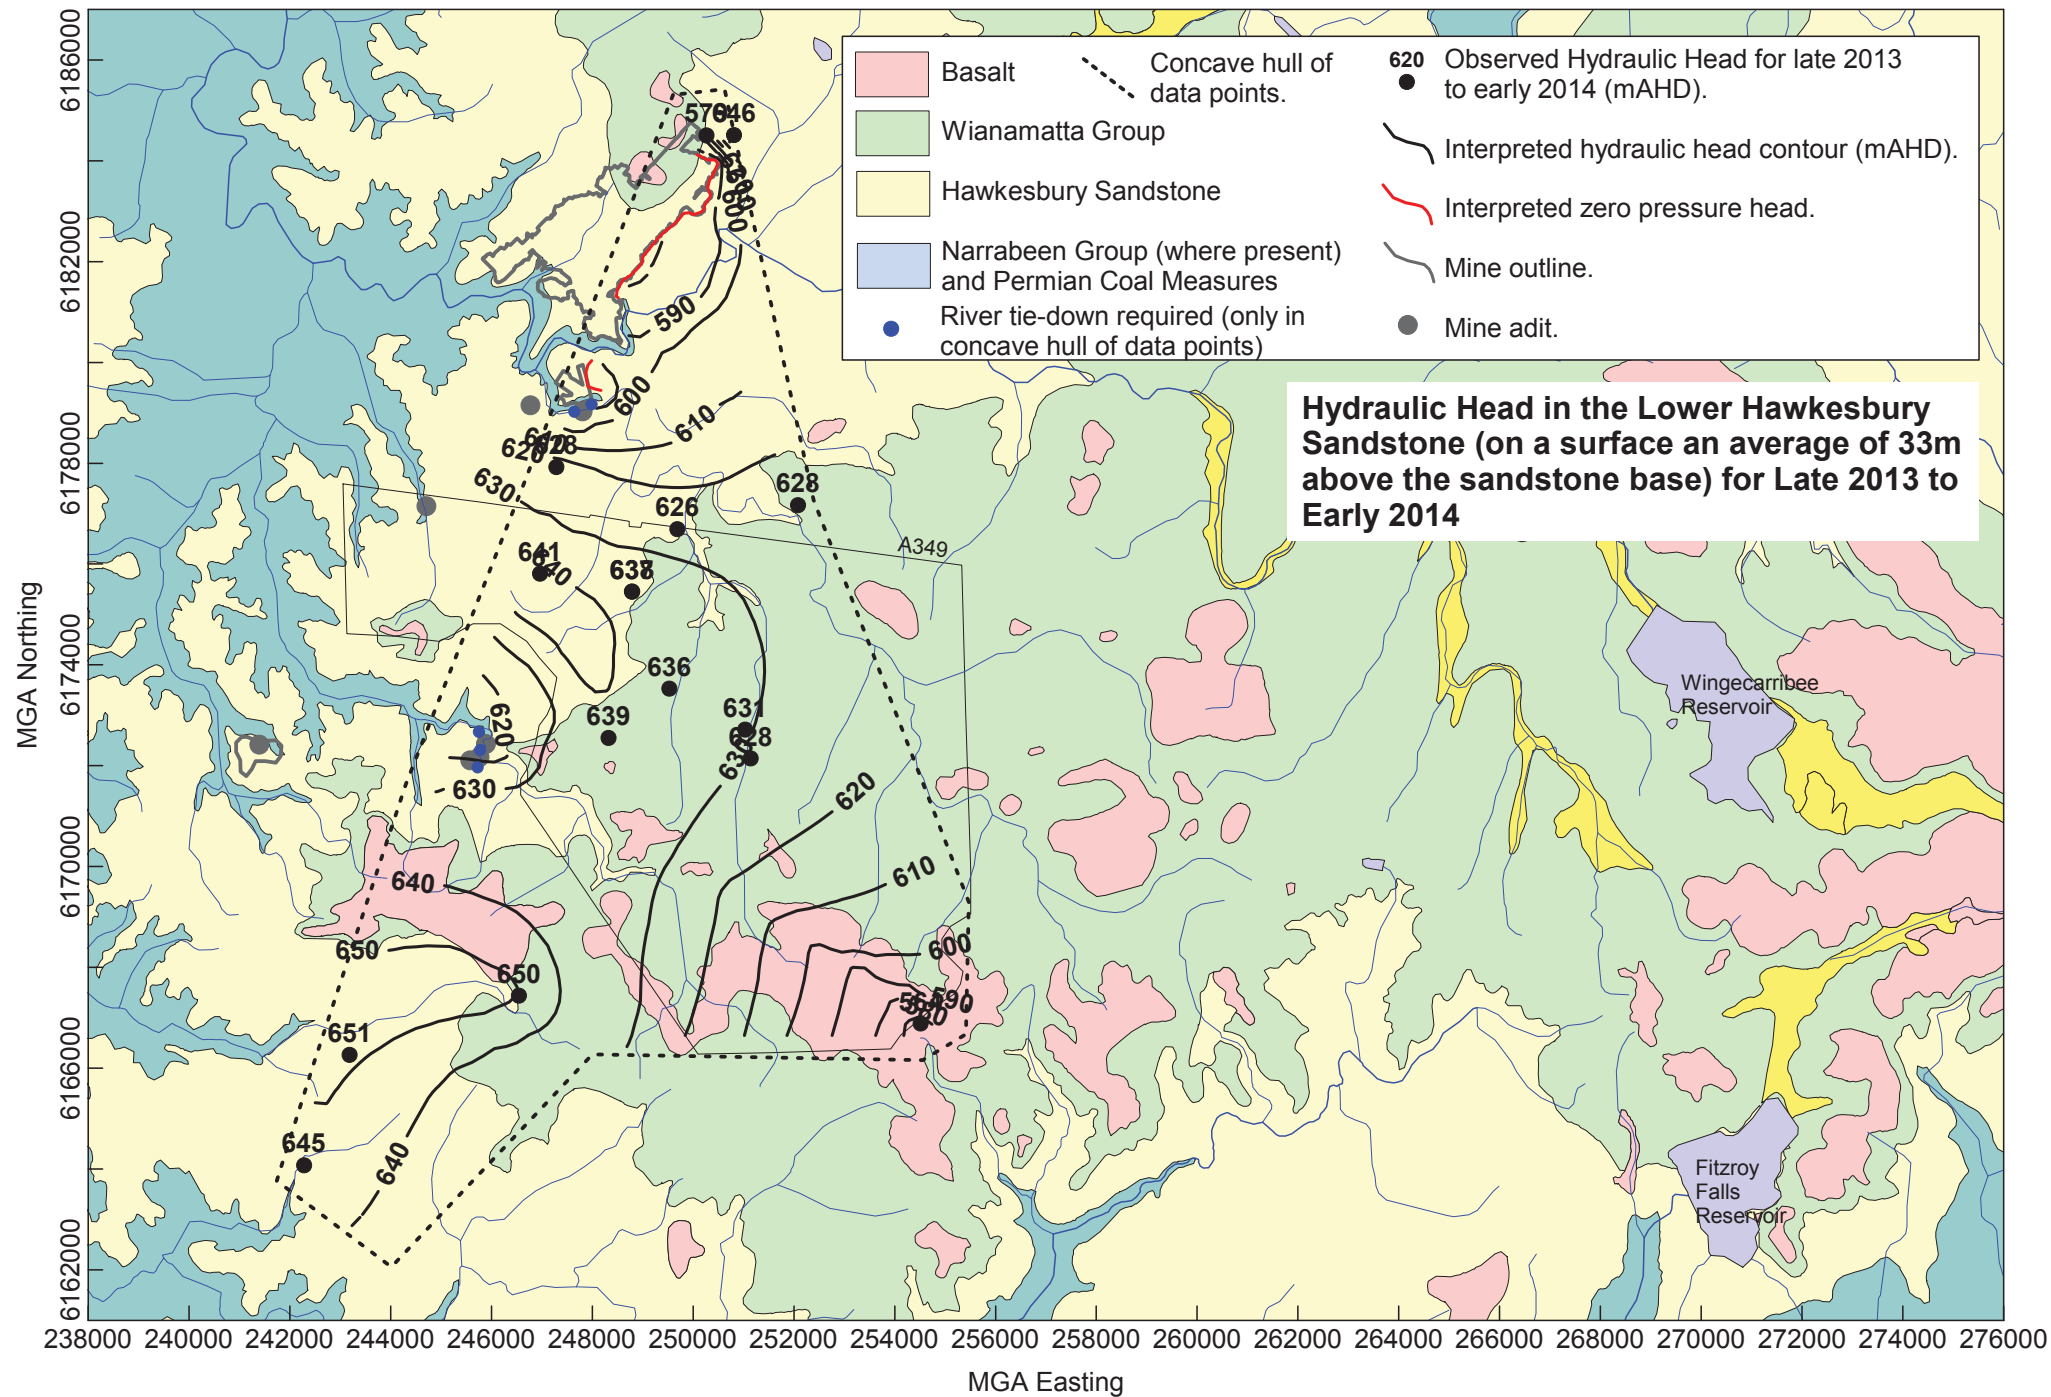 6186000
6182000
6178000
6174000
6170000
6166000
6162000
MGA Northing
238000 240000 242000 244000 246000 248000 250000 252000 254000 256000 258000 260000 262000 264000 266000 268000 270000 272000 274000 276000
MGA Easting
Basalt
Wianamatta Group
Hawkesbury Sandstone
Narrabeen Group (where present)
and Permian Coal Measures
River tie-down required (only in
concave hull of data points)
Concave hull of
data points.
620 Observed Hydraulic Head for late 2013
to early 2014 (mAHD).
Interpreted hydraulic head contour (mAHD).
Interpreted zero pressure head.
Mine outline.
Mine adit.
Hydraulic Head in the Lower Hawkesbury
Sandstone (on a surface an average of 33m
above the sandstone base) for Late 2013 to
Early 2014
600
590
600
610
620
628
630
628
626
A349
641
636
639
631
628
620
630
620
610
640
650
650
600
590
651
645
640
Wingecarribee
Reservoir
Fitzroy
Falls
Reservoir